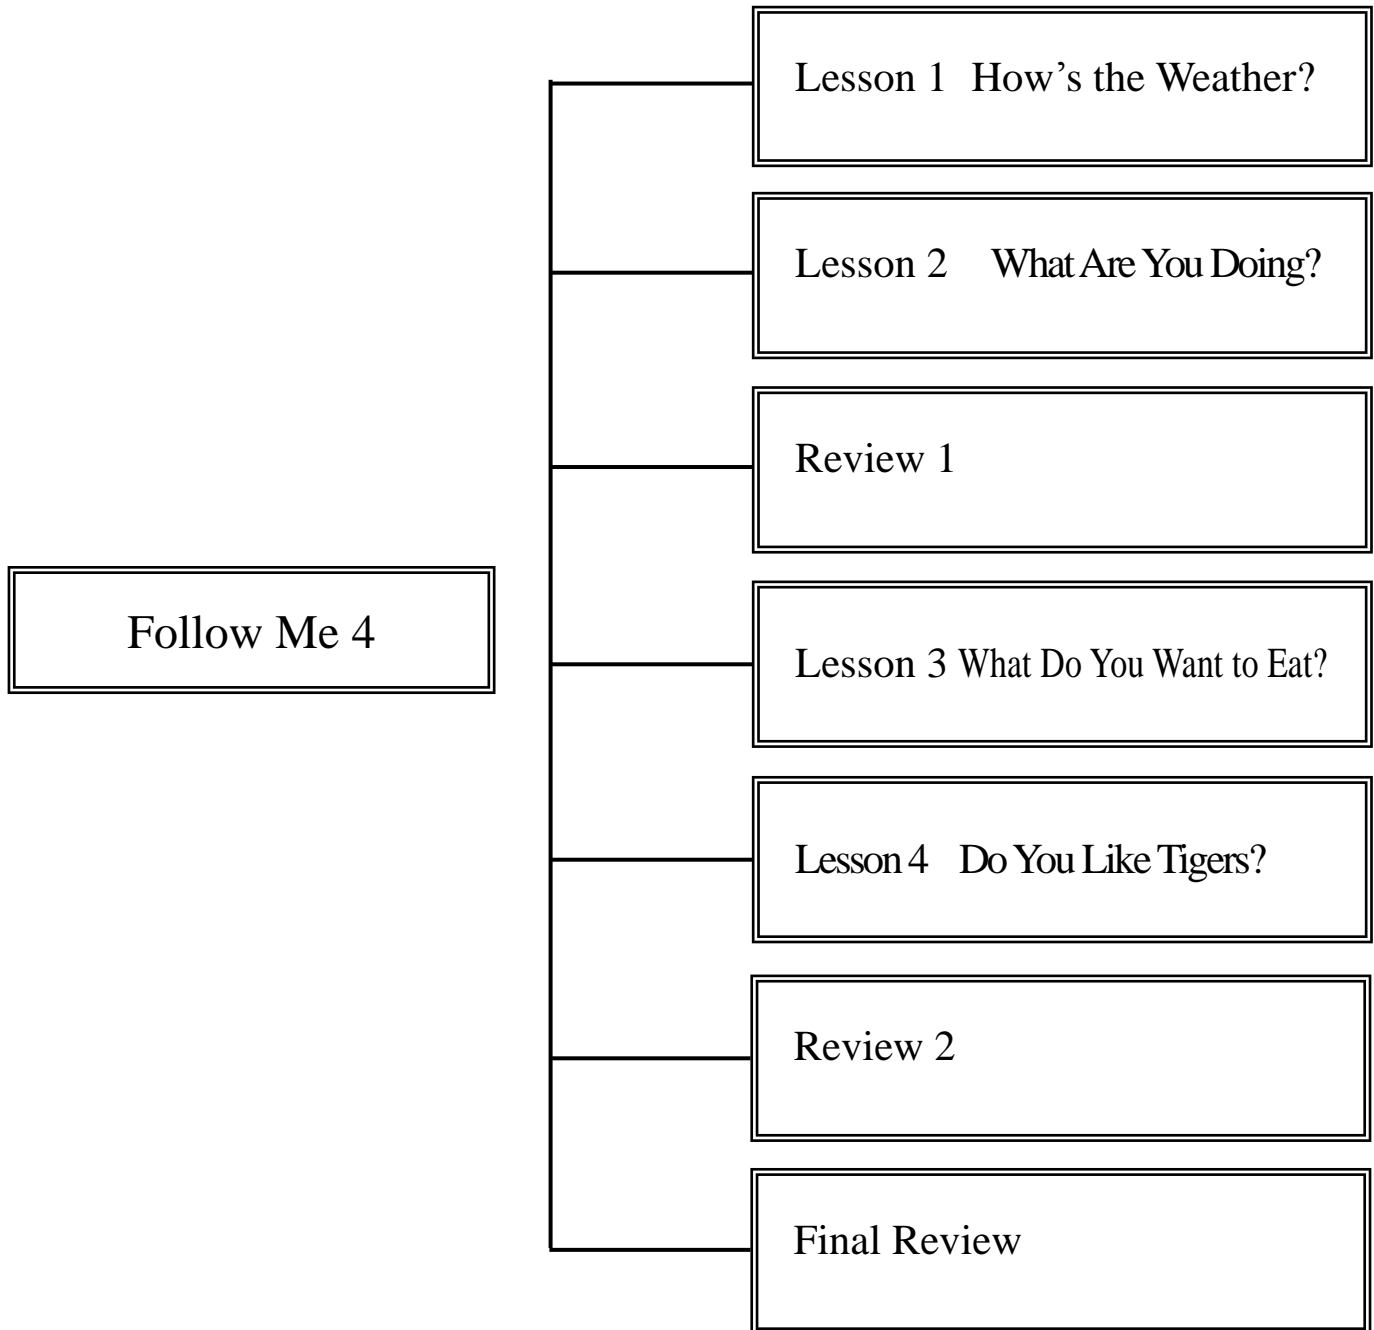 Lesson 1 How’s the Weather?
Lesson 2 What Are You Doing?
Review 1
Follow Me 4
Lesson 3 What Do You Want to Eat?
Lesson 4 Do You Like Tigers?
Review 2
Final Review